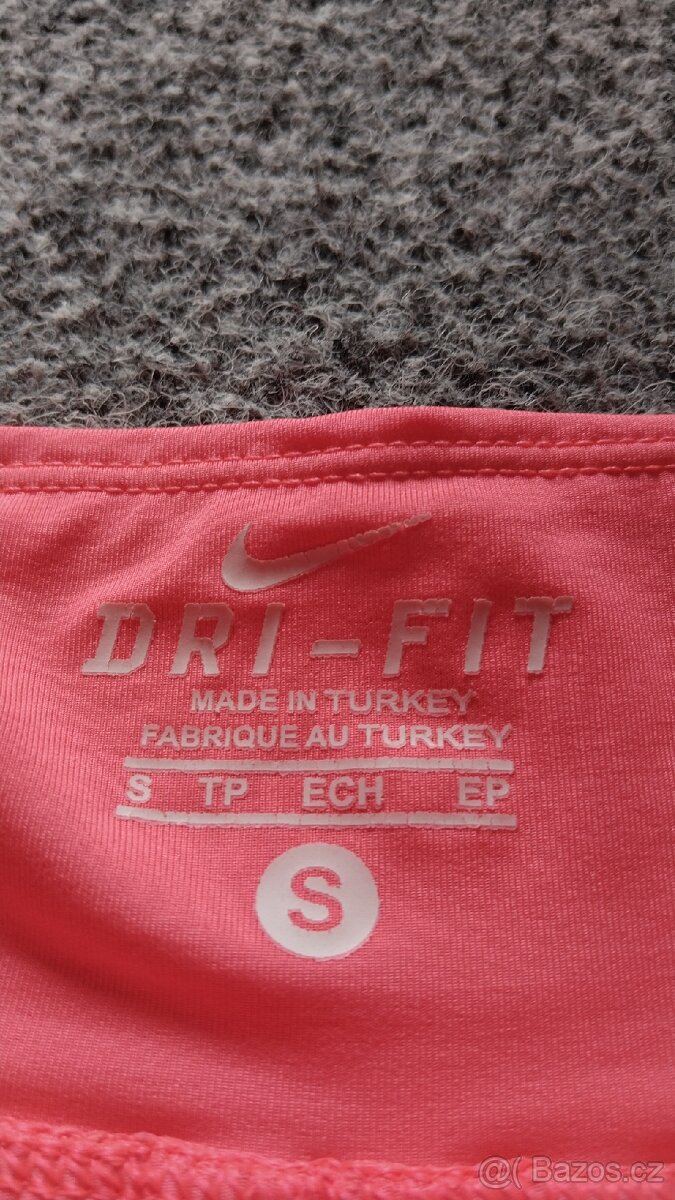 DRI-FIT
MADE IN TURKEY
FABRIQUE AU TURKEY
S TP ECH EP
S
@ Bazos.cz